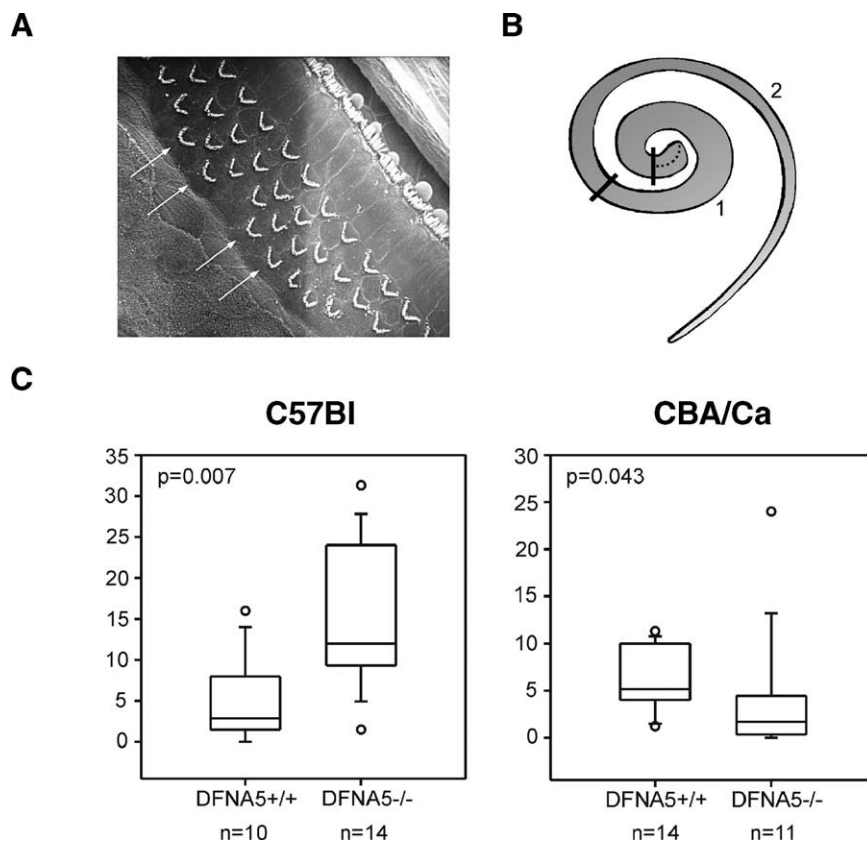 A
B
2
1
C
C57Bl
CBA/Ca
35
30
25
20
15
10
5
0
p=0.007
DFNA5+/+ DFNA5-/-
n=10 n=14
30
25
20
15
10
5
0
p=0.043
DFNA5+/+ DFNA5-/-
n=14 n=11